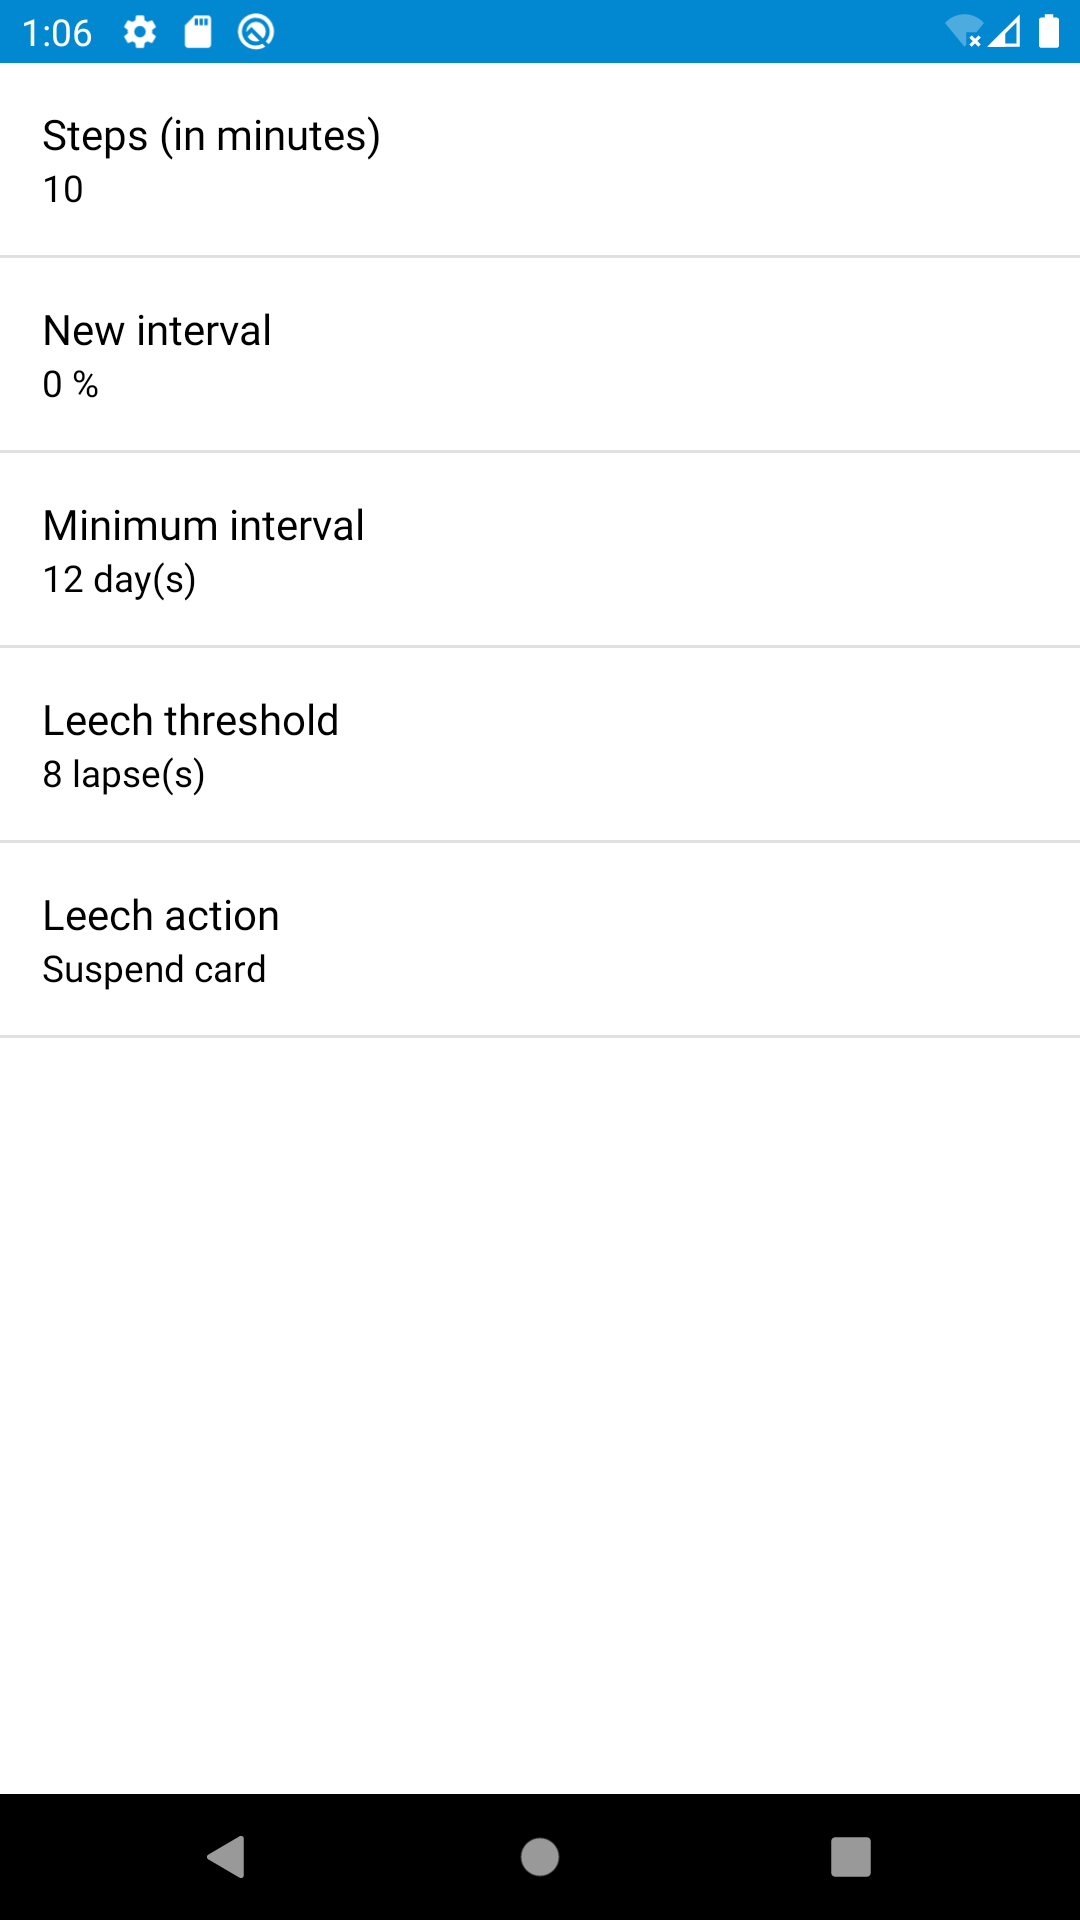 1:06
Steps (in minutes)
10
New interval
0 %
Minimum interval
12 day(s)
Leech threshold
8 lapse(s)
Leech action
Suspend card